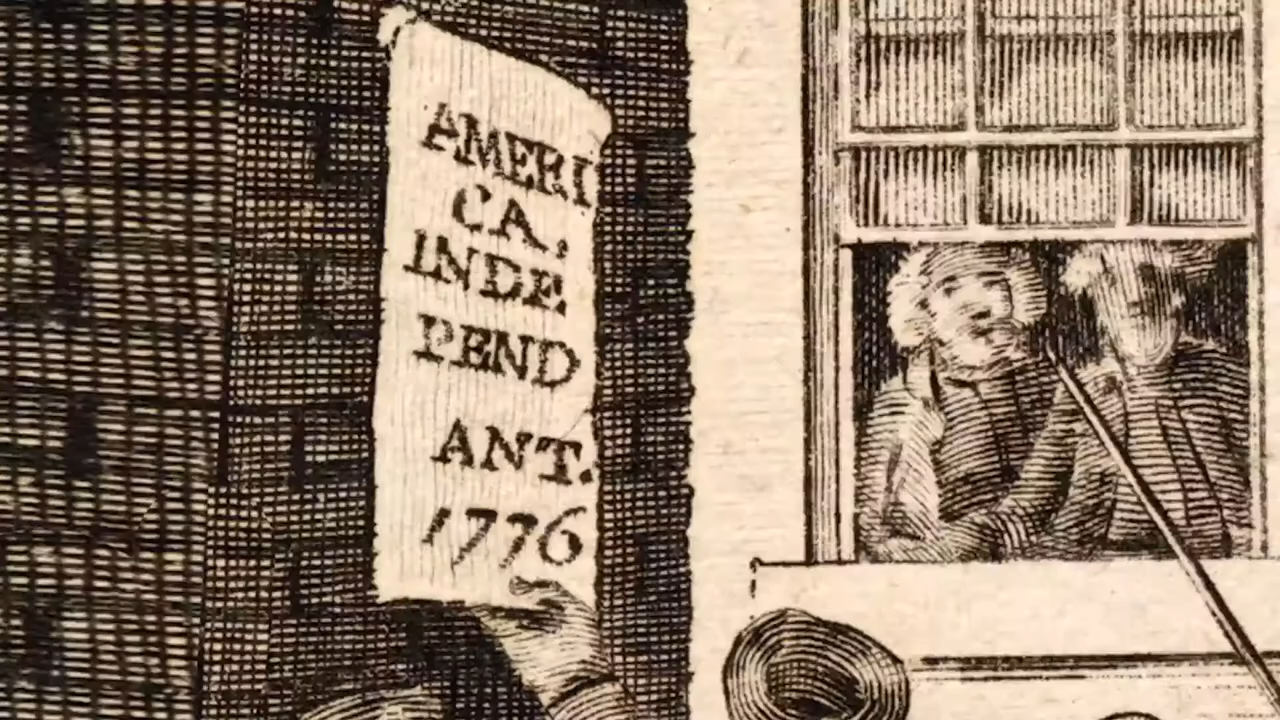 AMERI
CA,
INDE
PEND
ANT.
1776